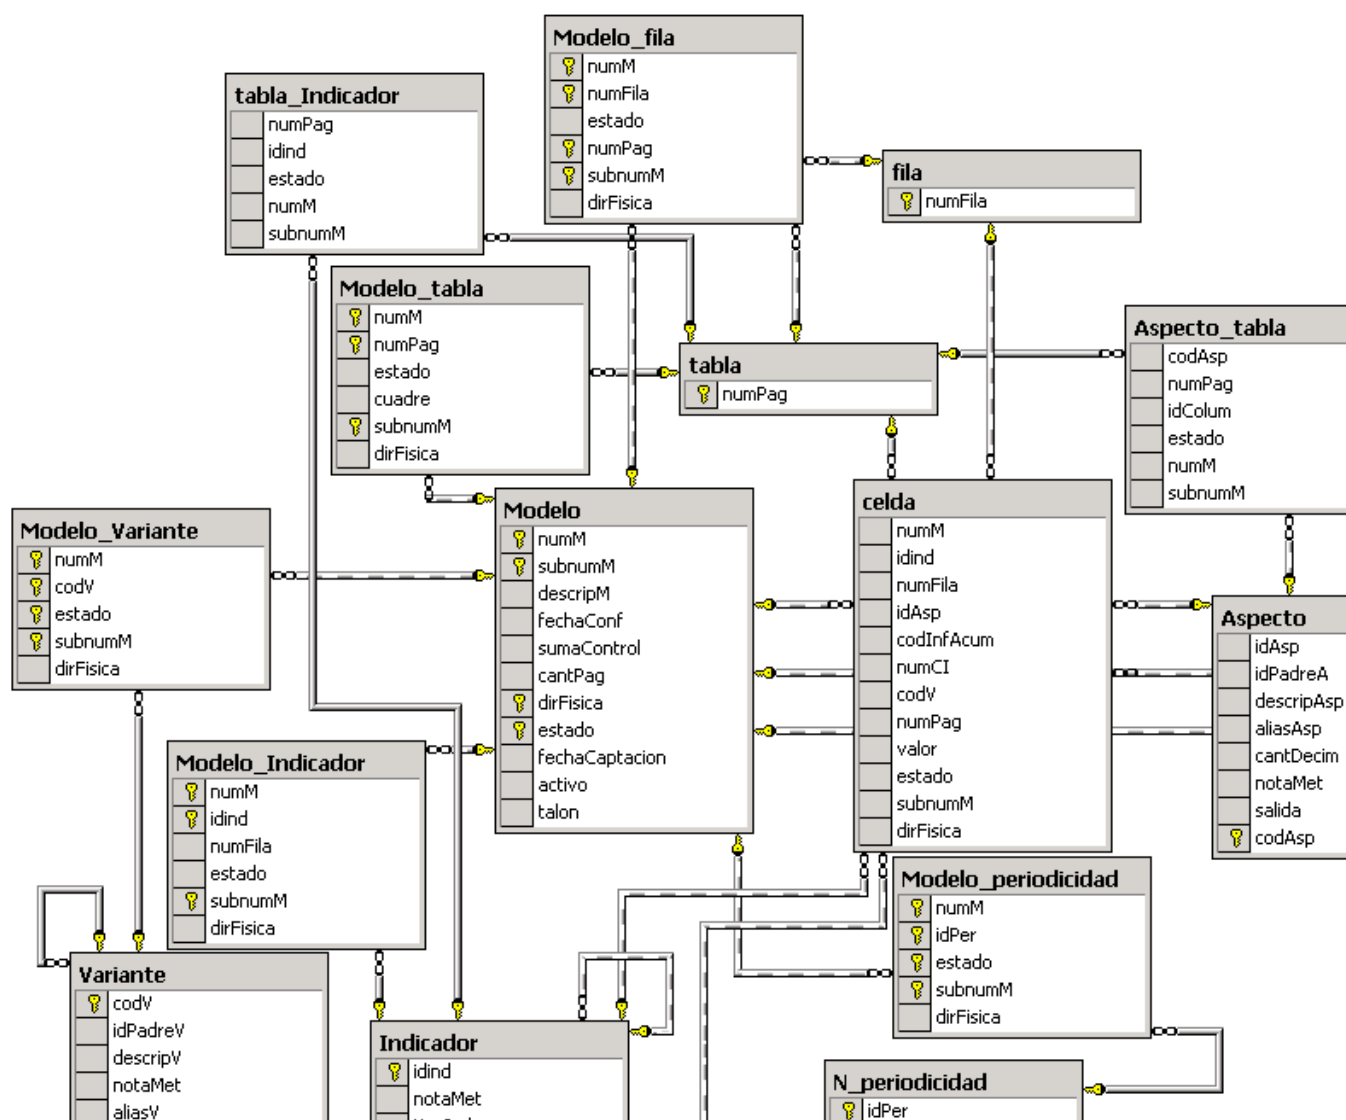 Modelo_fila
numM
numFila
estado
numPag
subnumM
dirFisica
tabla_Indicador
numPag
idind
estado
numM
subnumM
fila
numFila
Modelo_tabla
numM
numPag
estado
cuadre
subnumM
dirFisica
tabla
numPag
Aspecto_tabla
codAsp
numPag
idColum
estado
numM
subnumM
Modelo_Variante
numM
codV
estado
subnumM
dirFisica
Modelo
numM
subnumM
descripM
fechaConf
sumaControl
cantPag
dirFisica
estado
fechaCaptacion
activo
talon
celda
numM
idind
numFila
idAsp
codInfAcum
numCI
codV
numPag
valor
estado
subnumM
dirFisica
Aspecto
idAsp
idPadreA
descripAsp
aliasAsp
cantDecim
notaMet
salida
codAsp
Modelo_Indicador
numM
idind
numFila
estado
subnumM
dirFisica
Modelo_periodicidad
numM
idPer
estado
subnumM
dirFisica
Variante
codV
idPadreV
descripV
notaMet
aliasV
Indicador
idind
notaMet
N_periodicidad
idPer